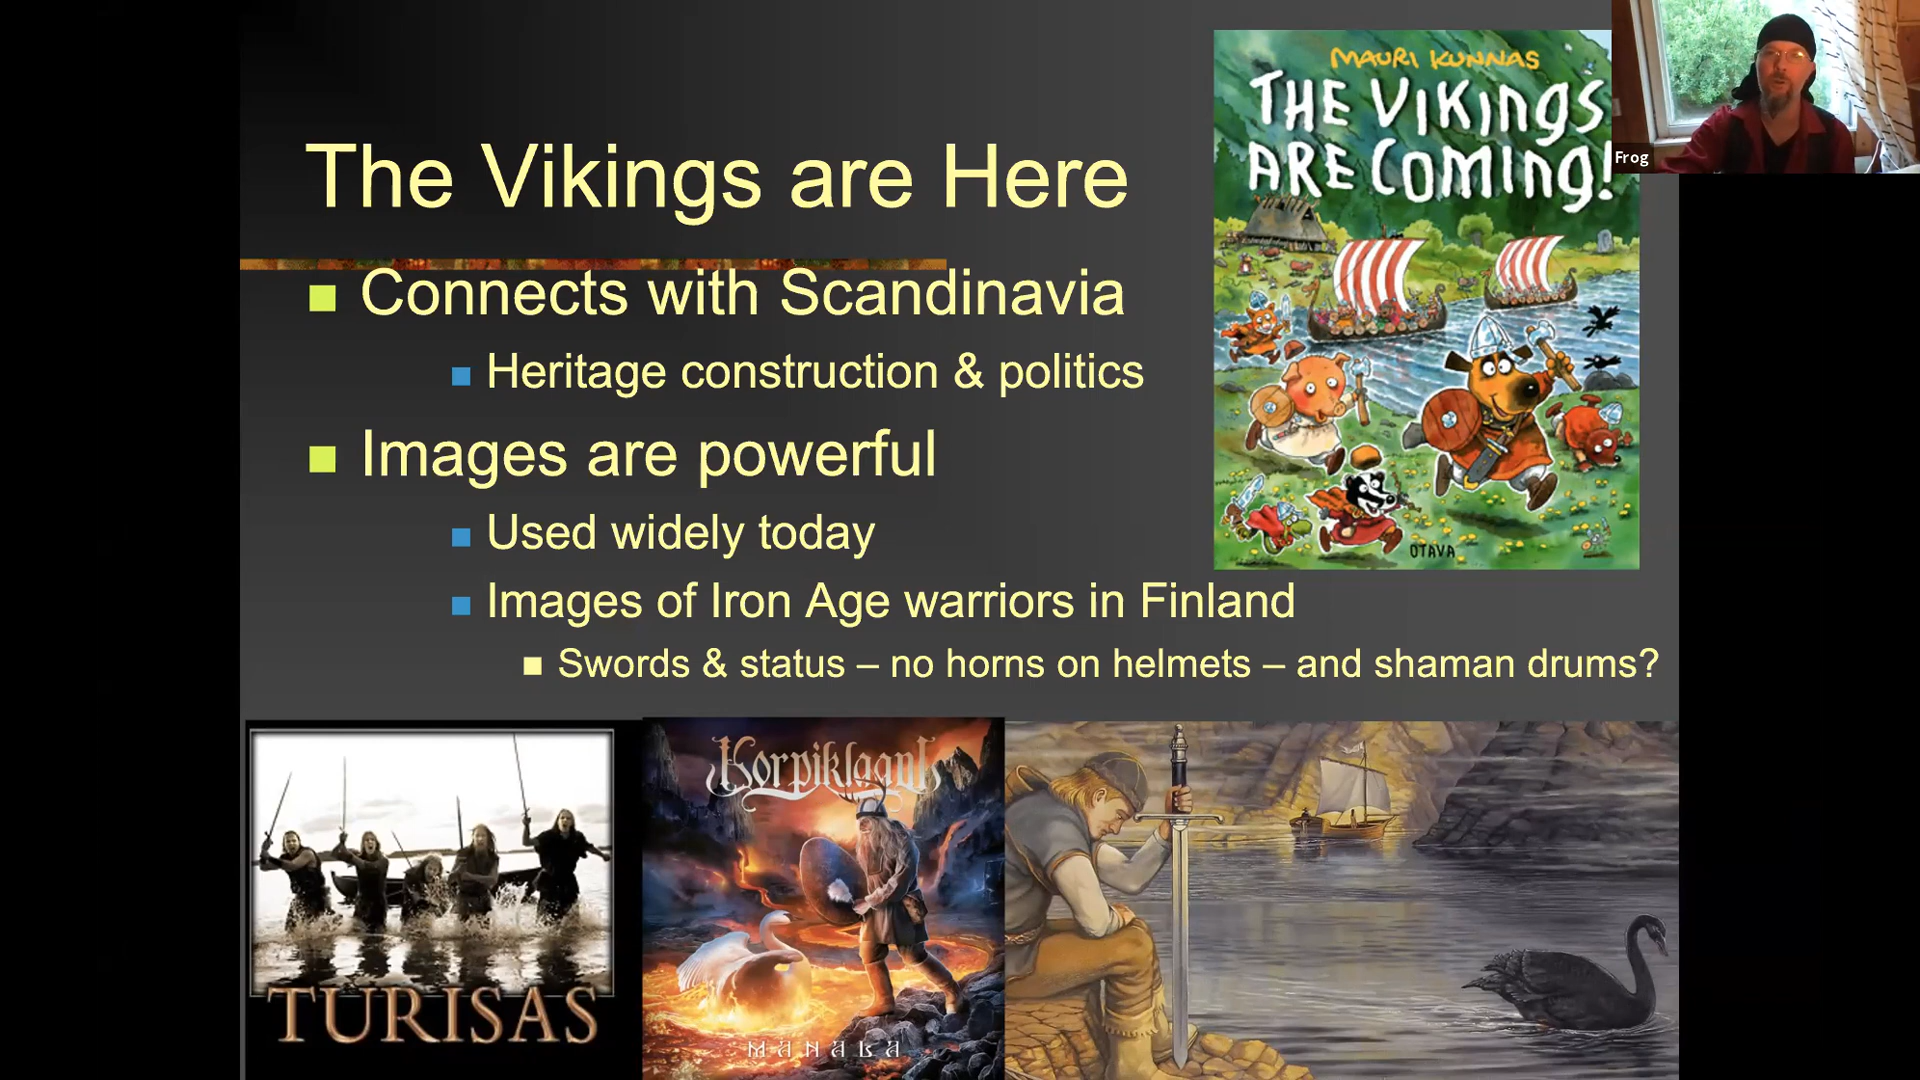 The Vikings are Here
Connects with Scandinavia
Heritage construction & politics
Images are powerful
Used widely today
Images of Iron Age warriors in Finland
Swords & status – no horns on helmets – and shaman drums?
MAURI KUNNAS
THE VIKINGS
ARE COMING!
OTAVA
Frog
TURISAS
Korpiklaani
MANALA